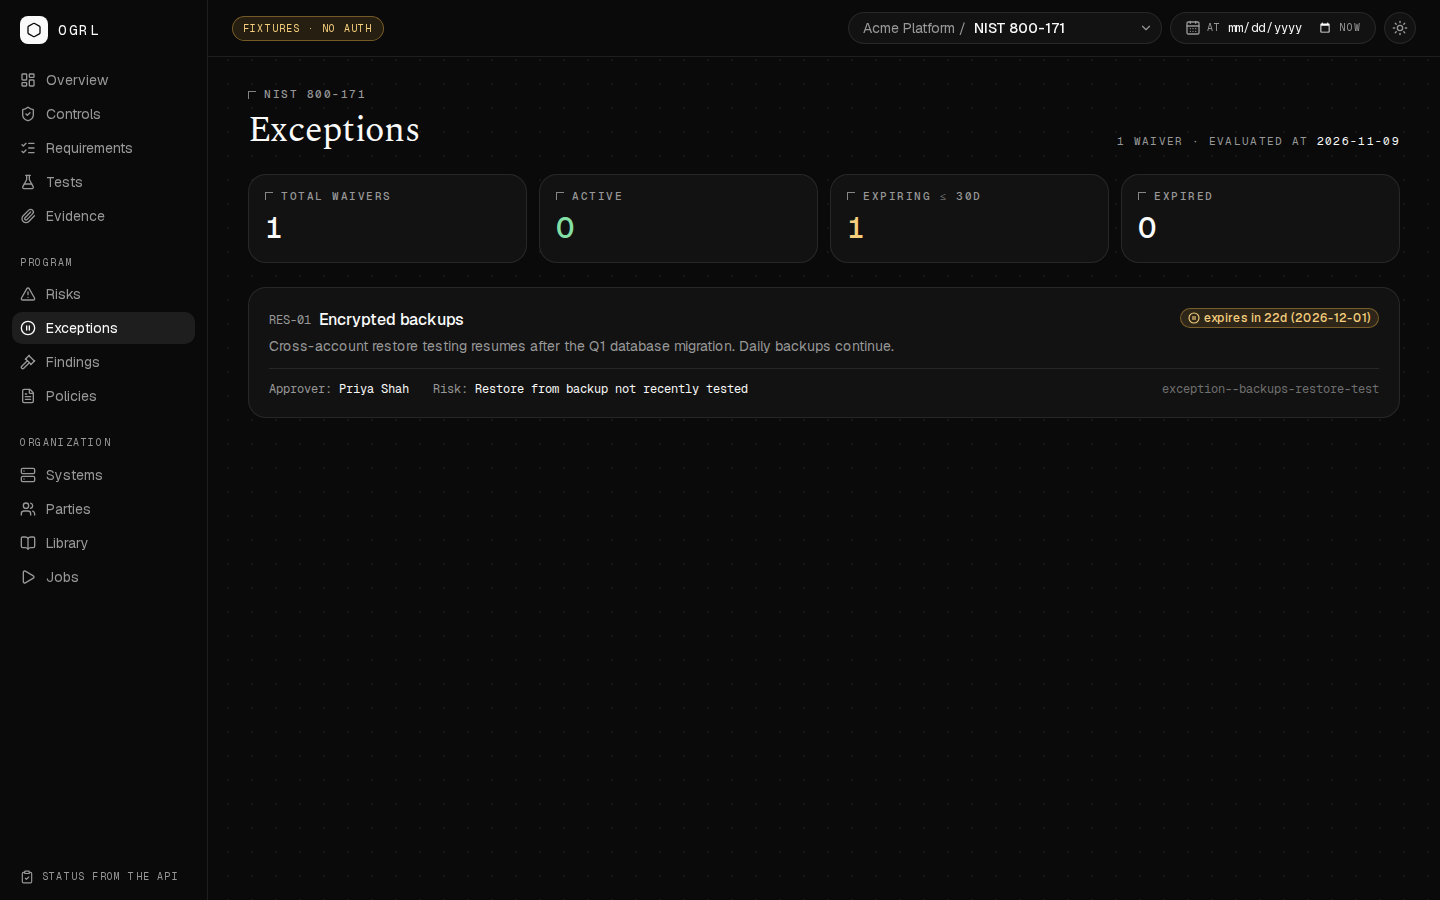 OGRL
FIXTURES · NO AUTH
Acme Platform / NIST 800-171
AT mm/dd/yyyy NOW
Overview
Controls
Requirements
Tests
Evidence
PROGRAM
Risks
Exceptions
Findings
Policies
ORGANIZATION
Systems
Parties
Library
Jobs
STATUS FROM THE API
NIST 800-171
Exceptions
1 WAIVER · EVALUATED AT 2026-11-09
TOTAL WAIVERS
1
ACTIVE
0
EXPIRING ≤ 30D
1
EXPIRED
0
RES-01 Encrypted backups
expires in 22d (2026-12-01)
Cross-account restore testing resumes after the Q1 database migration. Daily backups continue.
Approver: Priya Shah Risk: Restore from backup not recently tested
exception--backups-restore-test